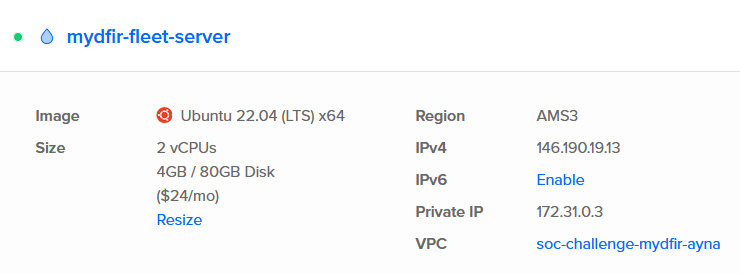 mydfir-fleet-server
Image Ubuntu 22.04 (LTS) x64
Size 2 vCPUs
4GB / 80GB Disk
($24/mo)
Resize
Region AMS3
IPv4 146.190.19.13
IPv6 Enable
Private IP 172.31.0.3
VPC soc-challenge-mydfir-ayna